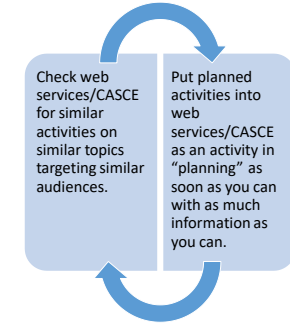 Check web
services/CASCE
for similar
activities on
similar topics
targeting similar
audiences.
Put planned
activities into
web
services/CASCE
as an activity in
“planning” as
soon as you can
with as much
information as
you can.